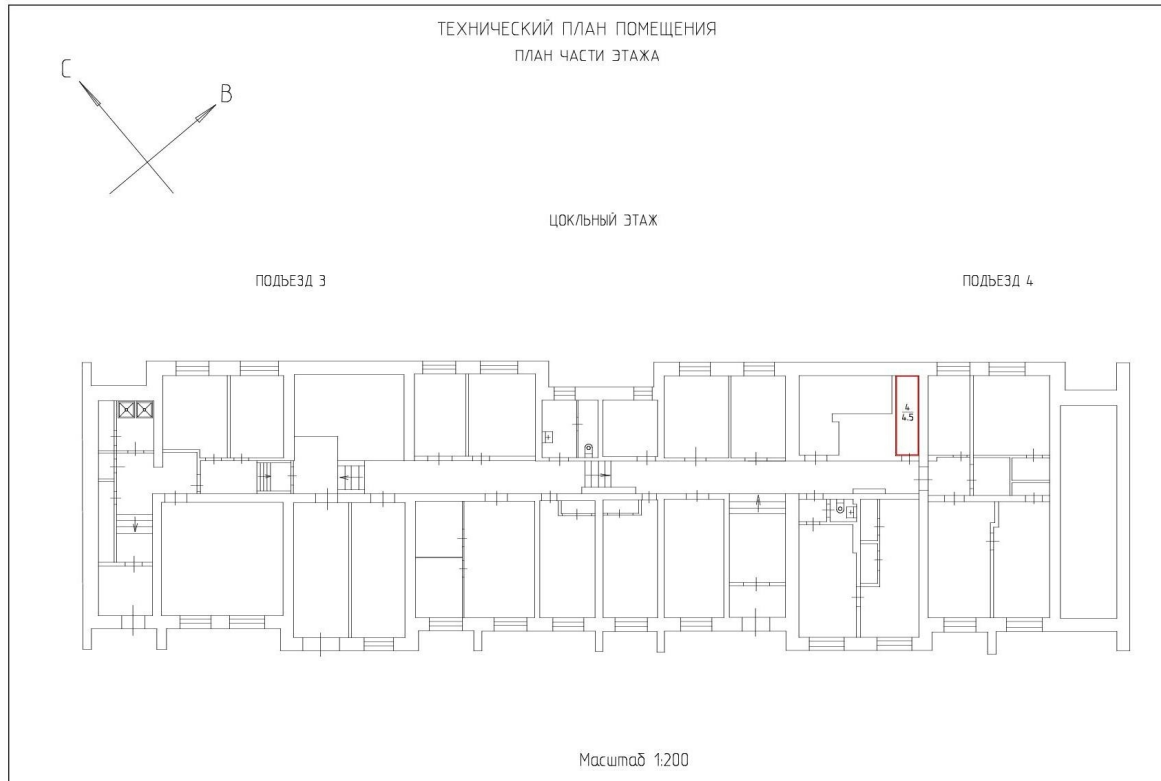 ТЕХНИЧЕСКИЙ ПЛАН ПОМЕЩЕНИЯ
ПЛАН ЧАСТИ ЭТАЖА
С
В
ЦОКЛЬНЫЙ ЭТАЖ
ПОДЪЕЗД 3
ПОДЪЕЗД 4
4
4.5
Масштаб 1:200